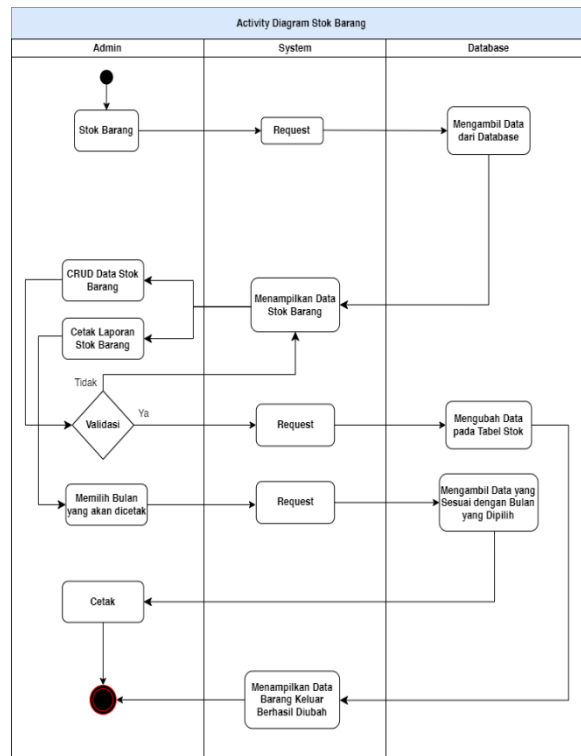 Activity Diagram Stok Barang
Admin
System
Database
Stok Barang
Request
Mengambil Data
dari Database
CRUD Data Stok
Barang
Menampilkan Data
Stok Barang
Cetak Laporan
Stok Barang
Tidak
Validasi
Ya
Request
Mengubah Data
pada Tabel Stok
Memilih Bulan
yang akan dicetak
Request
Mengambil Data yang
Sesuai dengan Bulan
yang Dipilih
Cetak
Menampilkan Data
Barang Keluar
Berhasil Diubah